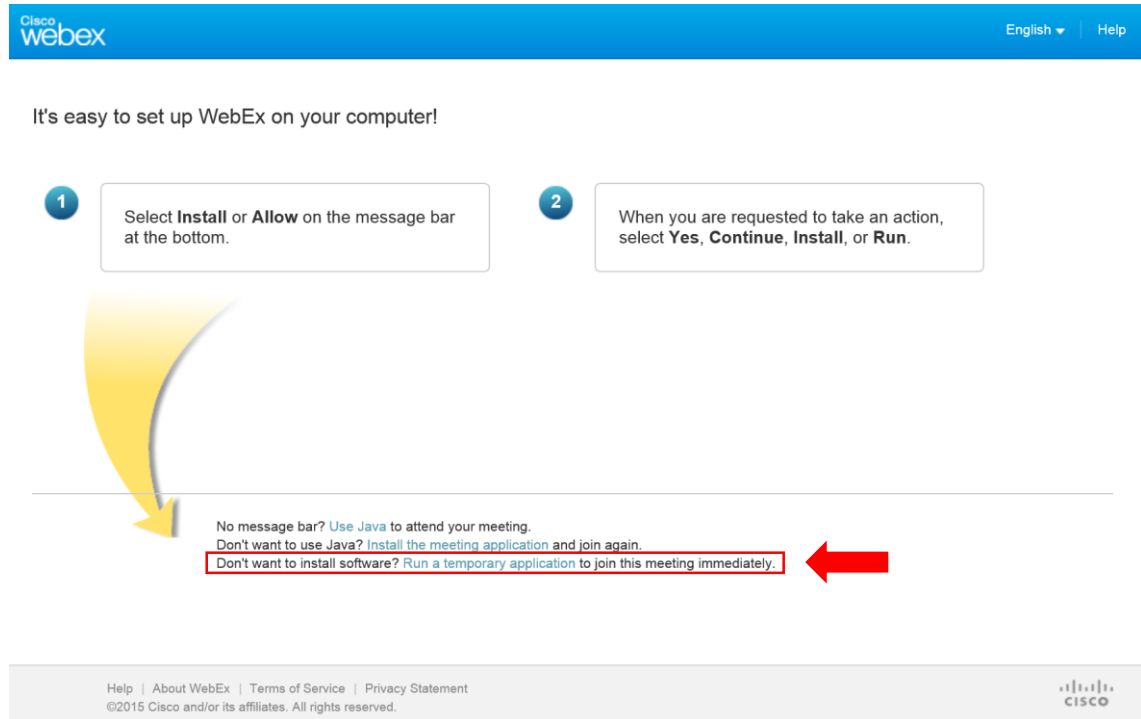 Cisco
webex
English
Help
It's easy to set up WebEx on your computer!
1
Select Install or Allow on the message bar
at the bottom.
2
When you are requested to take an action,
select Yes, Continue, Install, or Run.
No message bar? Use Java to attend your meeting.
Don't want to use Java? Install the meeting application and join again.
Don't want to install software? Run a temporary application to join this meeting immediately.
Help | About WebEx | Terms of Service | Privacy Statement
©2015 Cisco and/or its affiliates. All rights reserved.
CISCO